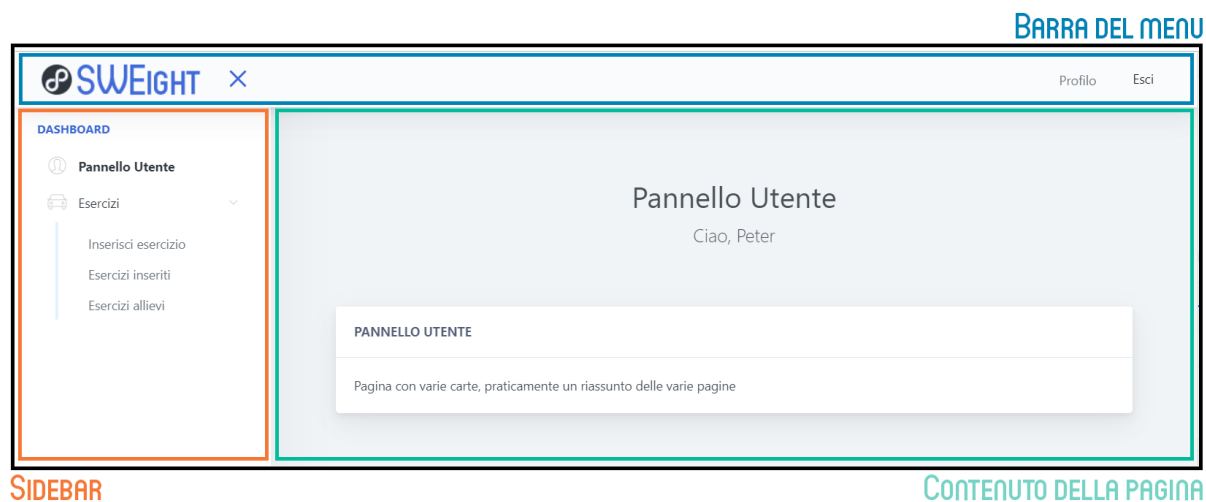 Barra del menu
SWEight
Profilo Esci
DASHBOARD
Pannello Utente
Esercizi
Inserisci esercizio
Esercizi inseriti
Esercizi allievi
Pannello Utente
Ciao, Peter
PANNELLO UTENTE
Pagina con varie carte, praticamente un riassunto delle varie pagine
Sidebar
Contenuto della pagina